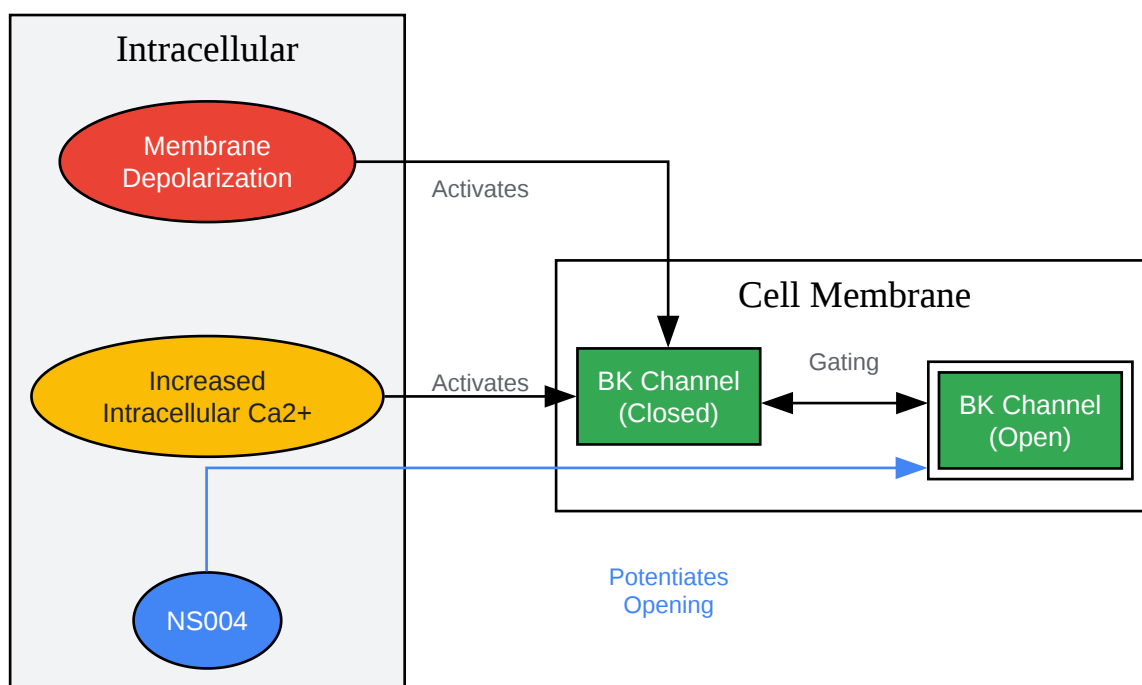 Intracellular
Membrane
Depolarization
Activates
Cell Membrane
Increased
Intracellular Ca2+
Activates
BK Channel
(Closed)
Gating
BK Channel
(Open)
Potentiates
Opening
NS004